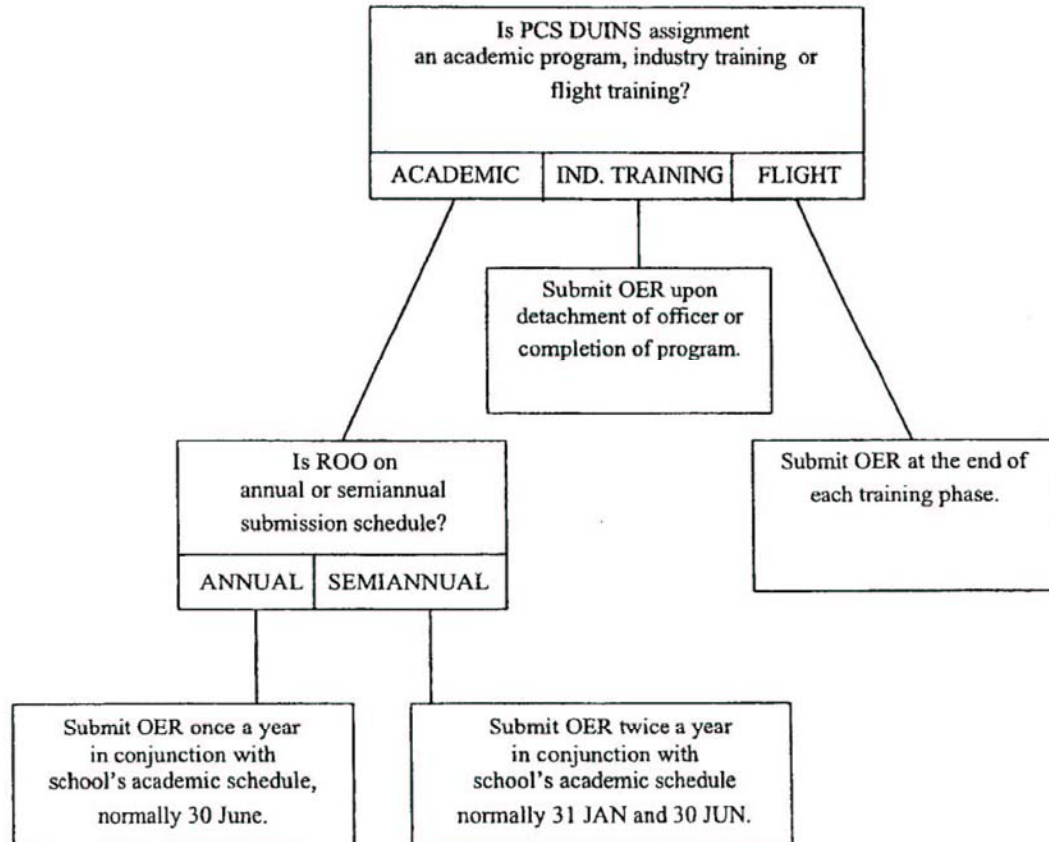 Is PCS DUINS assignment
an academic program, industry training or
flight training?
ACADEMIC
IND. TRAINING
FLIGHT
Submit OER upon
detachment of officer or
completion of program.
Is ROO on
annual or semiannual
submission schedule?
Submit OER at the end of
each training phase.
ANNUAL
SEMIANNUAL
Submit OER once a year
in conjunction with
school's academic schedule,
normally 30 June.
Submit OER twice a year
in conjunction with
school's academic schedule
normally 31 JAN and 30 JUN.